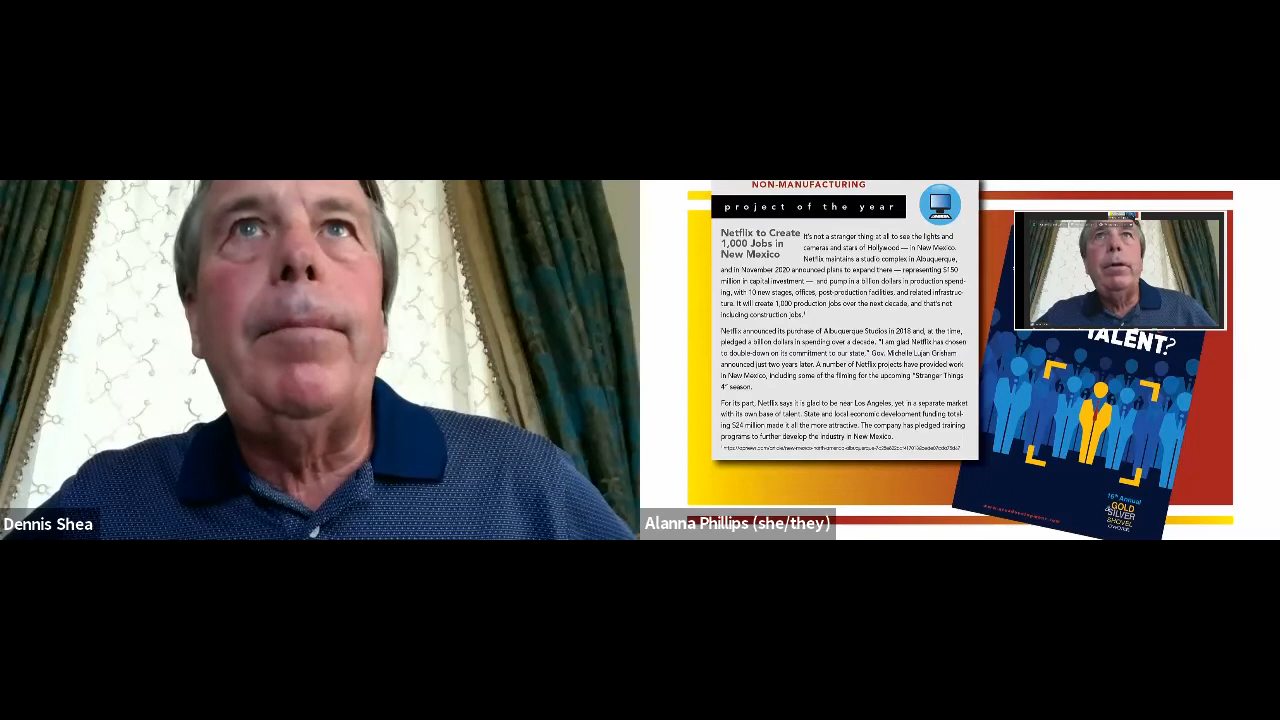 Dennis Shea
NON-MANUFACTURING
project of the year
Netflix to Create
1,000 Jobs in
New Mexico
It's not a stranger thing at all to see the lights and
cameras and stars of Hollywood — in New Mexico.
Netflix maintains a studio complex in Albuquerque,
and in November 2020 announced plans to expand there — representing $150
million in capital investment — and pump in a billion dollars in production spend-
ing, with 10 new stages, offices, post-production facilities, and related infrastruc-
ture. It will create 1,000 production jobs over the next decade, and that's not
including construction jobs.¹
Netflix announced its purchase of Albuquerque Studios in 2018 and, at the time,
pledged a billion dollars in spending over a decade. "I am glad Netflix has chosen
to double-down on its commitment to our state," Gov. Michelle Lujan Grisham
announced just two years later. A number of Netflix projects have provided work
in New Mexico, including some of the filming for the upcoming "Stranger Things
4" season.
For its part, Netflix says it is glad to be near Los Angeles, yet in a separate market
with its own base of talent. State and local economic development funding total-
ing $24 million made it all the more attractive. The company has pledged training
programs to further develop the industry in New Mexico.
TALENT?
16th Annual
GOLD
&SILVER
SHOVEL
Awards
Alanna Phillips (she/they)